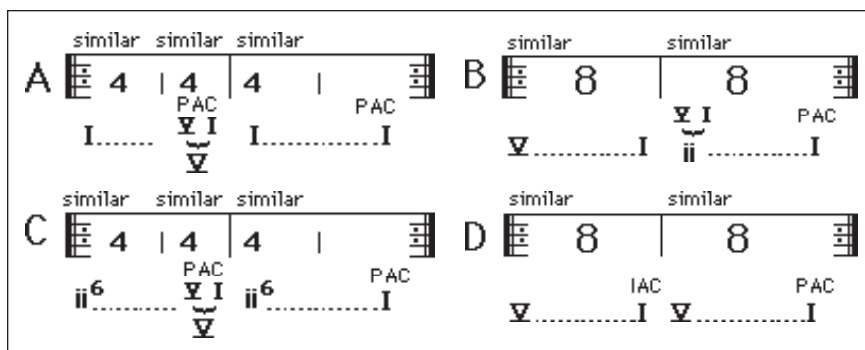 similar similar similar
A 4 4 4
PAC PAC
V I
I........ I..............I
V
similar similar
B 8 8
V I PAC
V..............I ii ............I
similar similar similar
C 4 4 4
PAC PAC
ii6............ V I ii6..............I
V
similar similar
D 8 8
IAC PAC
V..............I V..............I